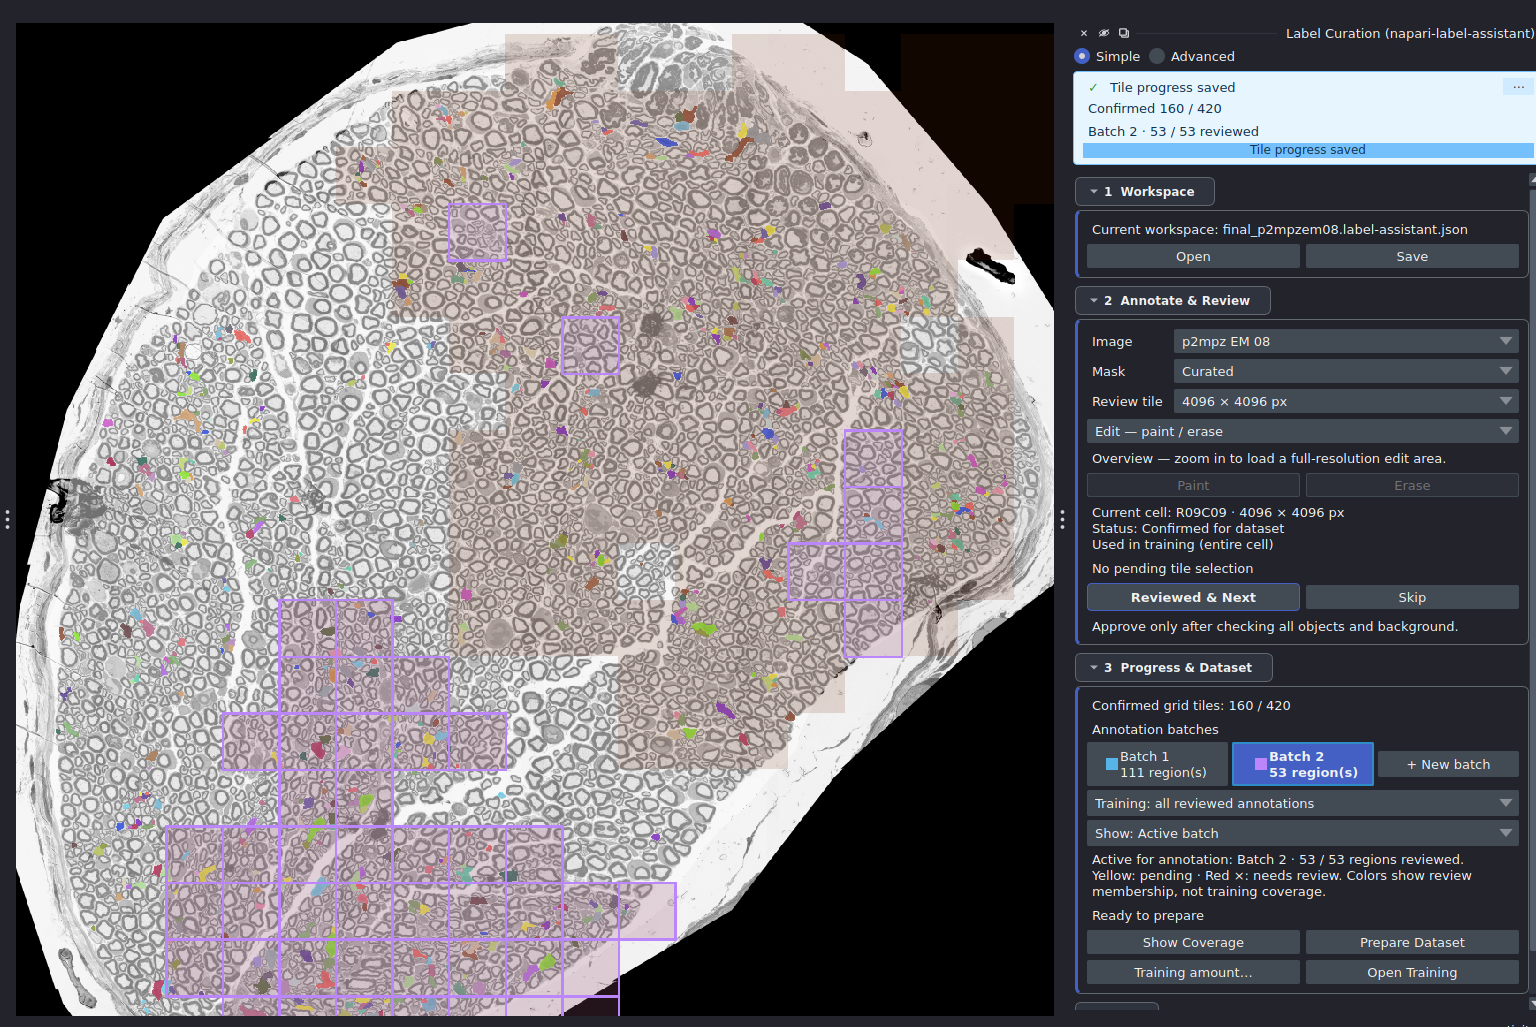 Label Curation (napari-label-assistant)
Simple
Advanced
✓ Tile progress saved
...
Confirmed 160 / 420
Batch 2 · 53 / 53 reviewed
Tile progress saved
1 Workspace
Current workspace: final_p2mpzem08.label-assistant.json
Open
Save
2 Annotate & Review
Image
p2mpz EM 08
Mask
Curated
Review tile
4096 × 4096 px
Edit — paint / erase
Overview — zoom in to load a full-resolution edit area.
Paint
Erase
Current cell: R09C09 · 4096 × 4096 px
Status: Confirmed for dataset
Used in training (entire cell)
No pending tile selection
Reviewed & Next
Skip
Approve only after checking all objects and background.
3 Progress & Dataset
Confirmed grid tiles: 160 / 420
Annotation batches
Batch 1
111 region(s)
Batch 2
53 region(s)
+ New batch
Training: all reviewed annotations
Show: Active batch
Active for annotation: Batch 2 · 53 / 53 regions reviewed.
Yellow: pending · Red ×: needs review. Colors show review
membership, not training coverage.
Ready to prepare
Show Coverage
Prepare Dataset
Training amount...
Open Training